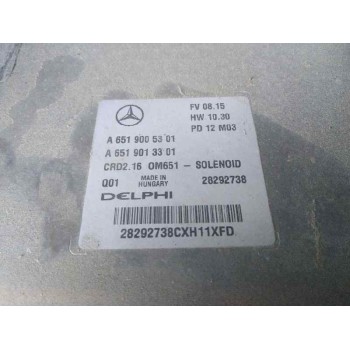 FV 08.15
HW 10.30
PD 12 M03
A 651 900 53 01
A 651 901 33 01
CRD2.16 OM651 - SOLENOID
Q01 MADE IN HUNGARY 28292738
DELPHI
28292738CXH11XFD